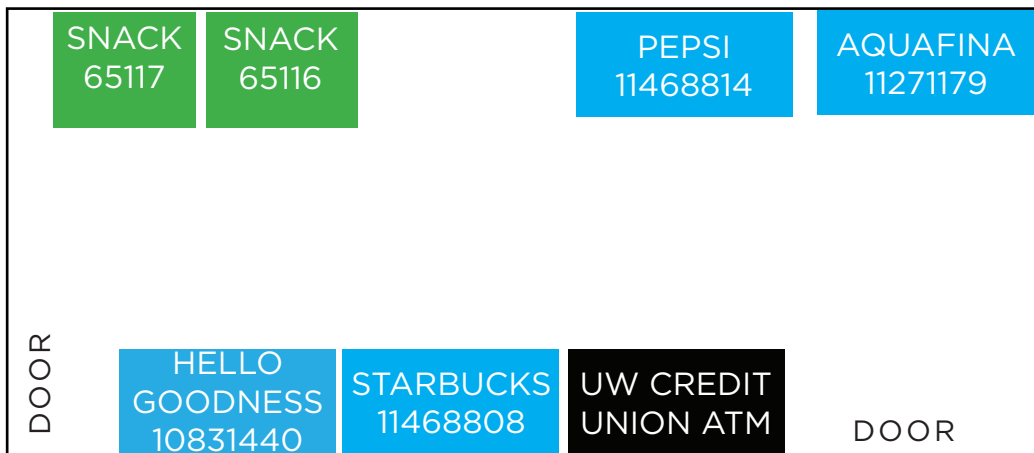 SNACK
65117
SNACK
65116
PEPSI
11468814
AQUAFINA
11271179
DOOR
HELLO
GOODNESS
10831440
STARBUCKS
11468808
UW CREDIT
UNION ATM
DOOR